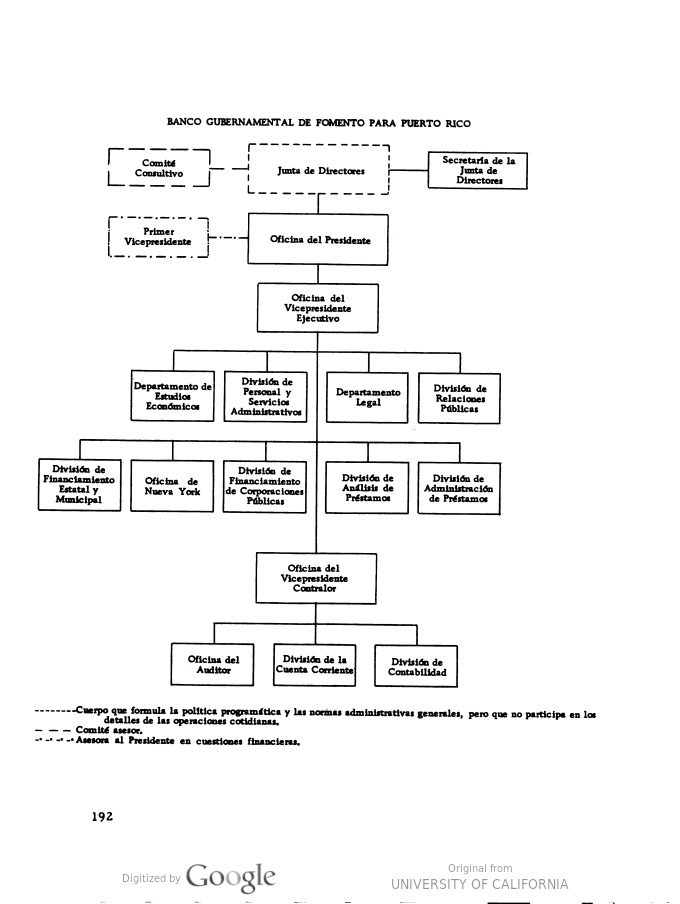 BANCO GUBERNAMENTAL DE FOMENTO PARA PUERTO RICO
Comité
Consultivo
Junta de Directores
Secretaría de la
Junta de
Directores
Primer
Vicepresidente
Oficina del Presidente
Oficina del
Vicepresidente
Ejecutivo
Departamento de
Estudios
Económicos
División de
Personal y
Servicios
Administrativos
Departamento
Legal
División de
Relaciones
Públicas
División de
Financiamiento
Estatal y
Municipal
Oficina de
Nueva York
División de
Financiamiento
de Corporaciones
Públicas
División de
Análisis de
Préstamos
División de
Administración
de Préstamos
Oficina del
Vicepresidente
Contralor
Oficina del
Auditor
División de la
Cuenta Corriente
División de
Contabilidad
--------Cuerpo que formula la política programática y las normas administrativas generales, pero que no participa en los
detalles de las operaciones cotidianas.
— — — Comité asesor.
-·-·-·-·Asesora al Presidente en cuestiones financieras.
192
Digitized by Google
Original from
UNIVERSITY OF CALIFORNIA